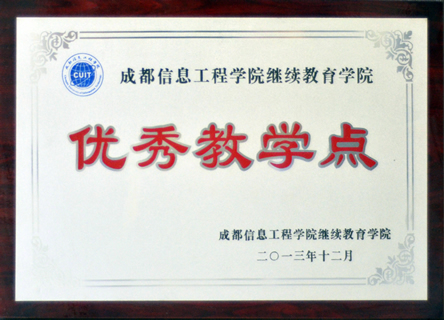 CUIT
成都信息工程学院继续教育学院
优秀教学点
成都信息工程学院继续教育学院
二〇一三年十二月